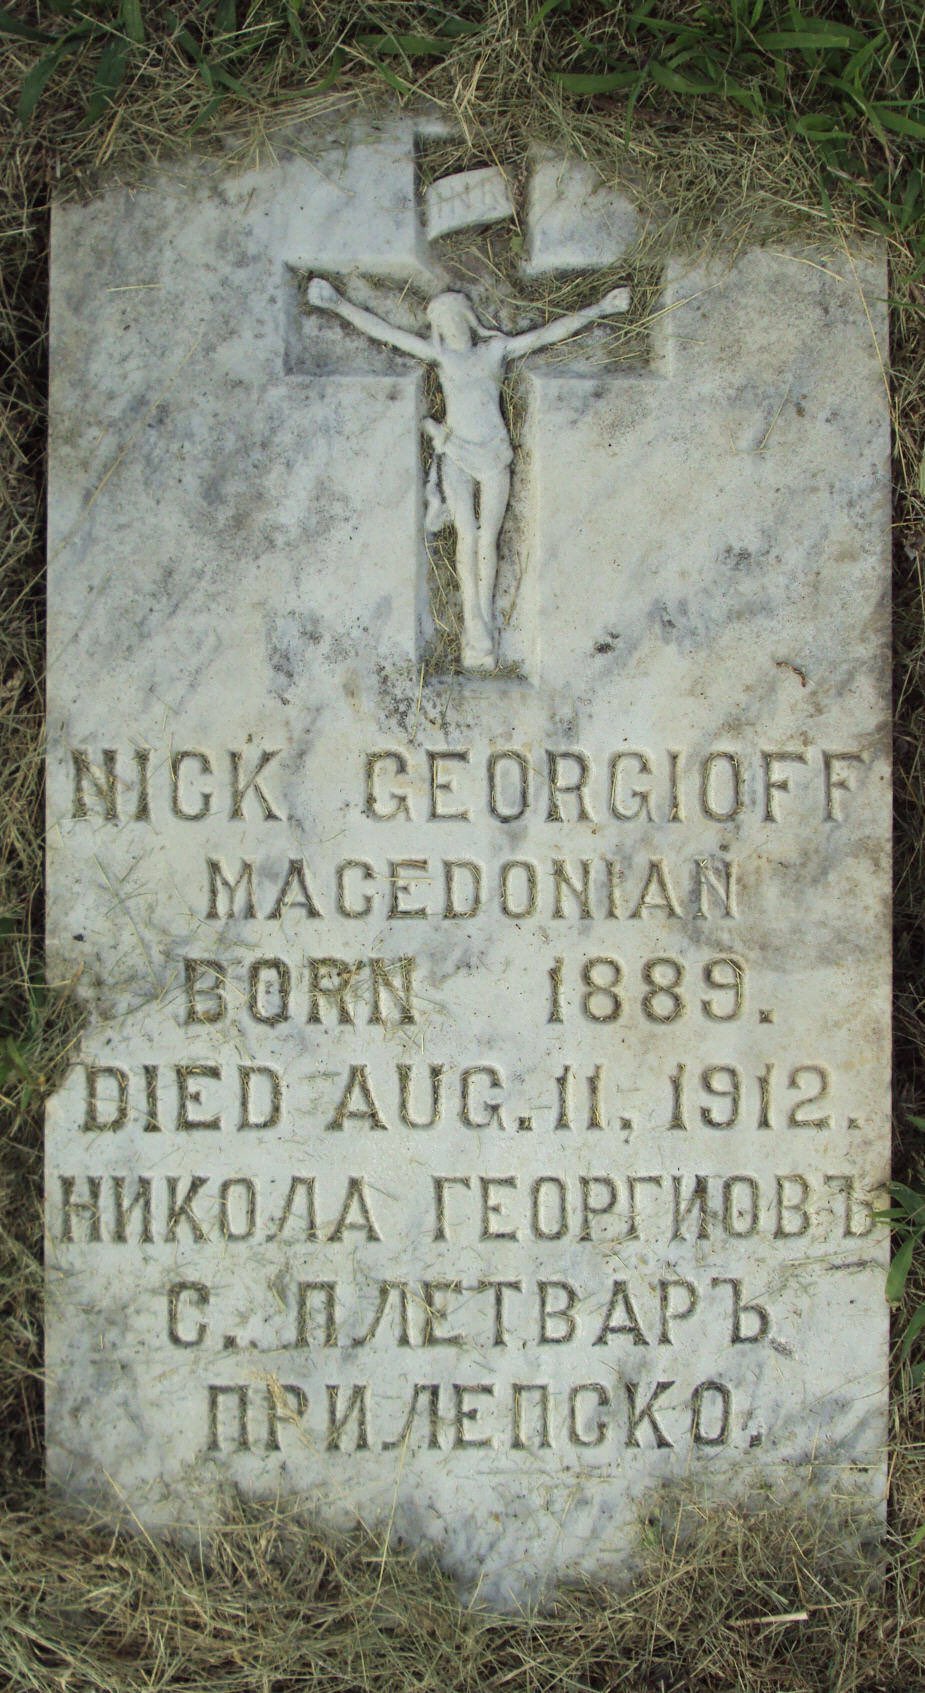 INRI
NICK GEORGIOFF
MACEDONIAN
BORN 1889.
DIED AUG. 11, 1912.
НИКОЛА ГЕОРГИОВЪ
С. ПЛЕТВАРЪ
ПРИЛЕПСКО.